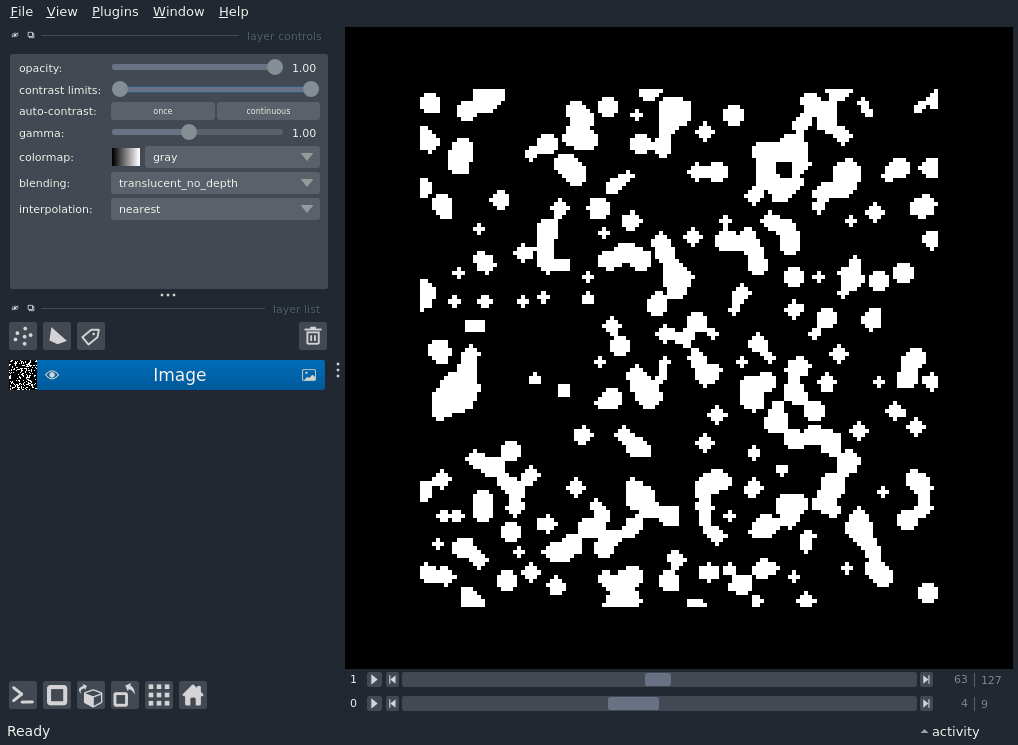 File View Plugins Window Help
layer controls
opacity: 1.00
contrast limits:
auto-contrast: once continuous
gamma: 1.00
colormap: gray
blending: translucent_no_depth
interpolation: nearest
layer list
Image
1 63 127
0 4 9
Ready activity